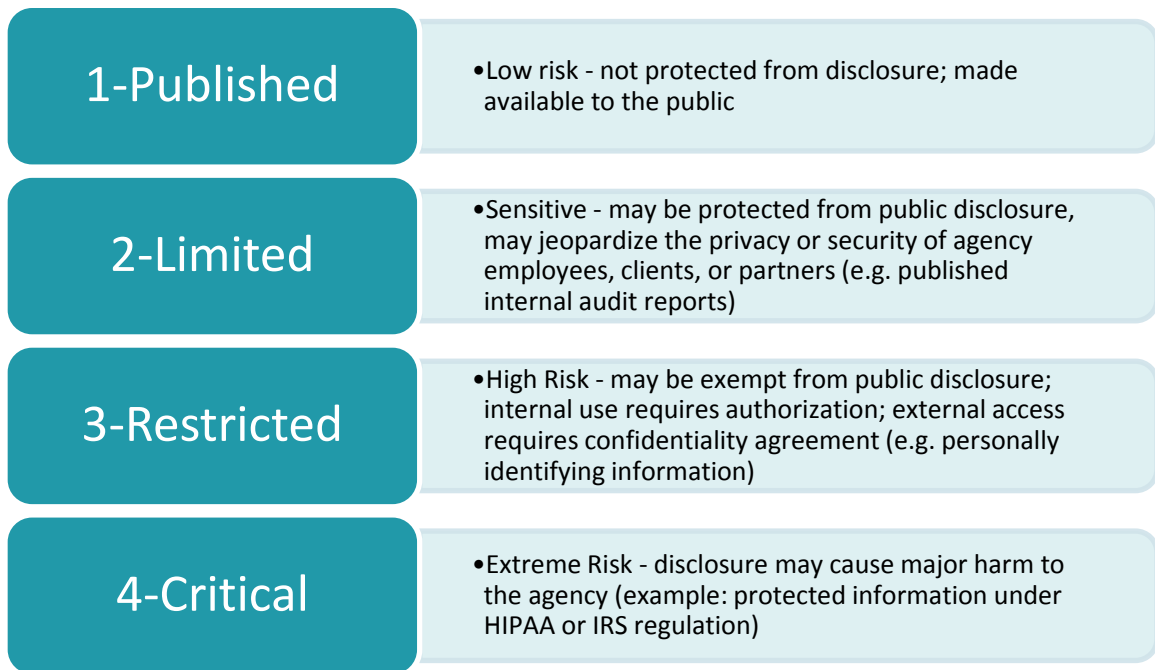 1-Published
•Low risk - not protected from disclosure; made
available to the public
2-Limited
•Sensitive - may be protected from public disclosure,
may jeopardize the privacy or security of agency
employees, clients, or partners (e.g. published
internal audit reports)
3-Restricted
•High Risk - may be exempt from public disclosure;
internal use requires authorization; external access
requires confidentiality agreement (e.g. personally
identifying information)
4-Critical
•Extreme Risk - disclosure may cause major harm to
the agency (example: protected information under
HIPAA or IRS regulation)